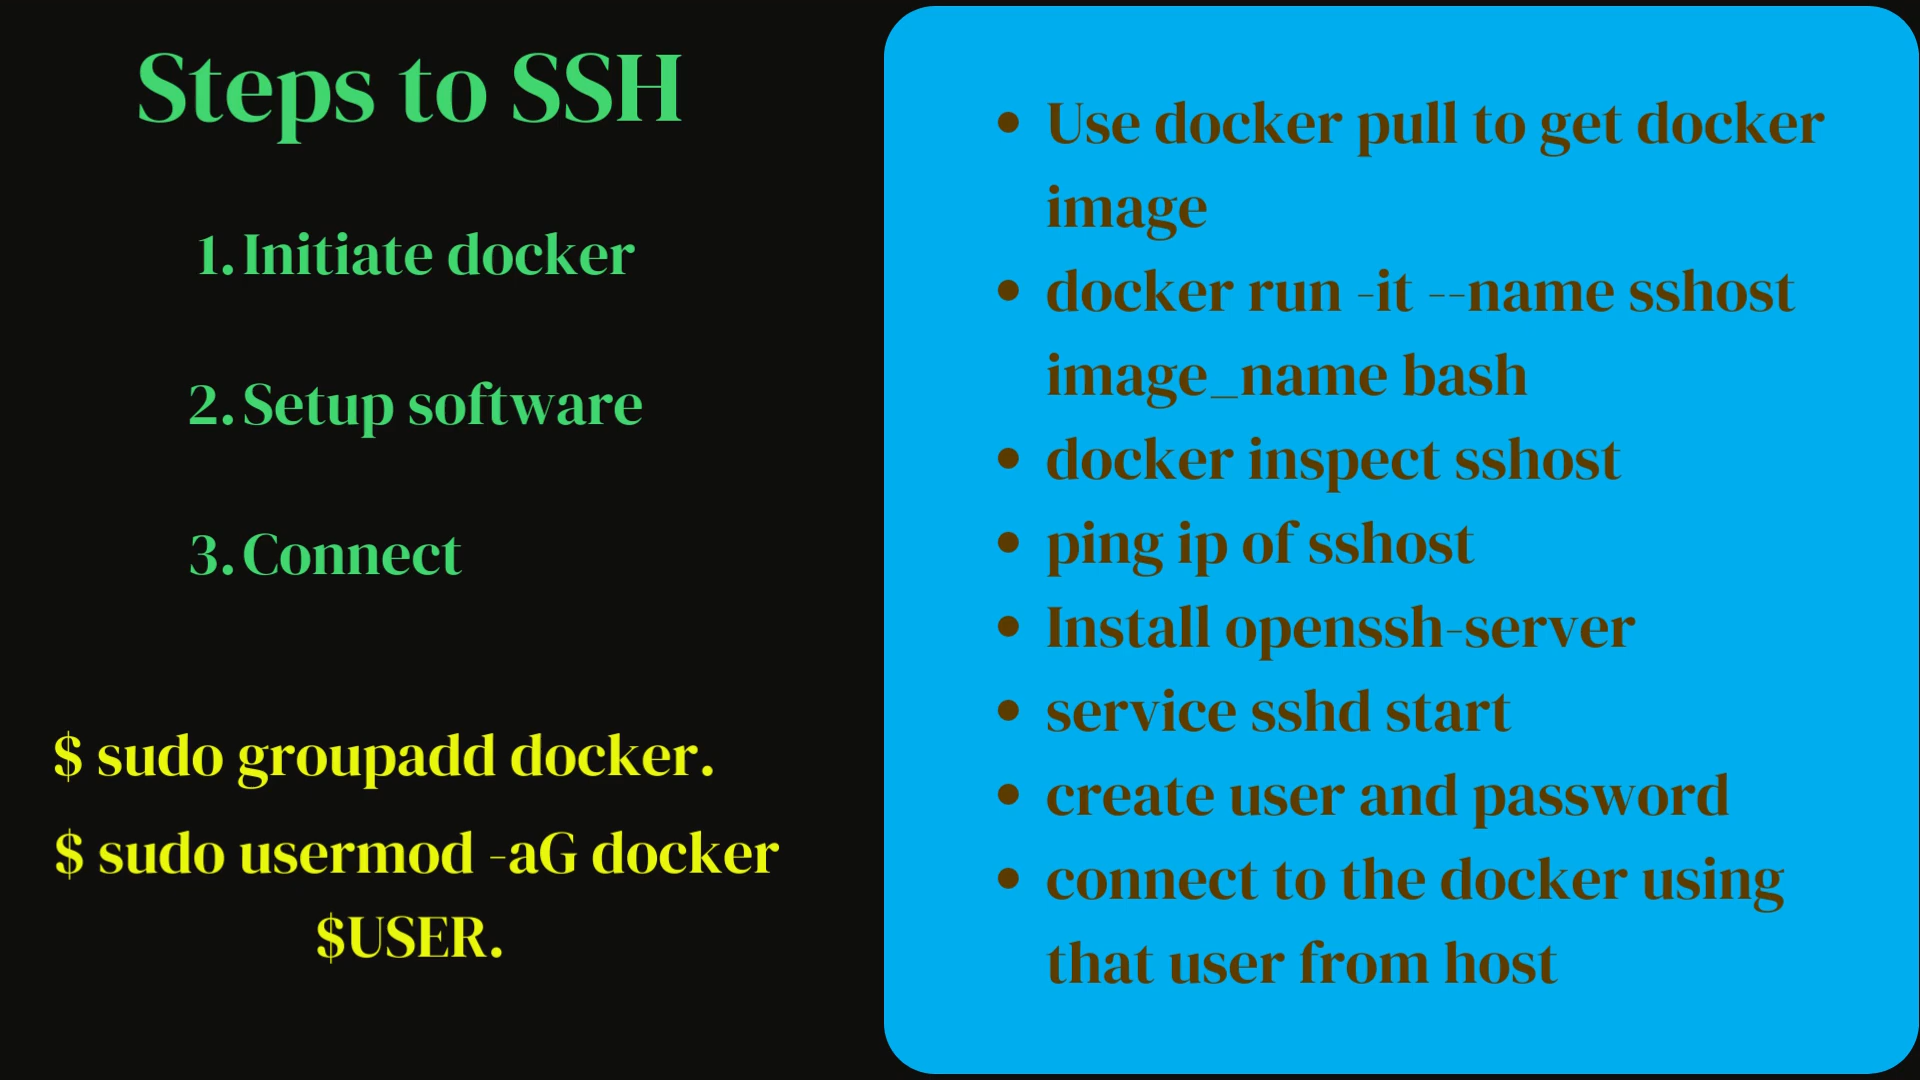 Steps to SSH
1. Initiate docker
2. Setup software
3. Connect
$ sudo groupadd docker.
$ sudo usermod -aG docker
$USER.
• Use docker pull to get docker
image
• docker run -it --name sshost
image_name bash
• docker inspect sshost
• ping ip of sshost
• Install openssh-server
• service sshd start
• create user and password
• connect to the docker using
that user from host